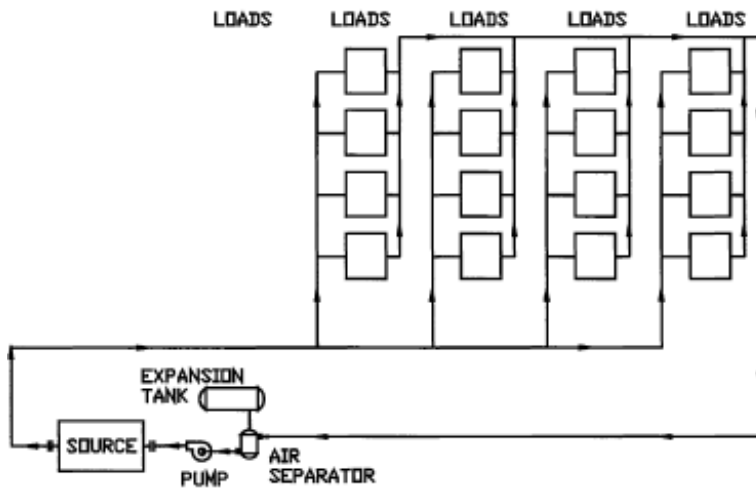 LOADS LOADS LOADS LOADS LOADS
EXPANSION
TANK
SOURCE
PUMP
AIR
SEPARATOR